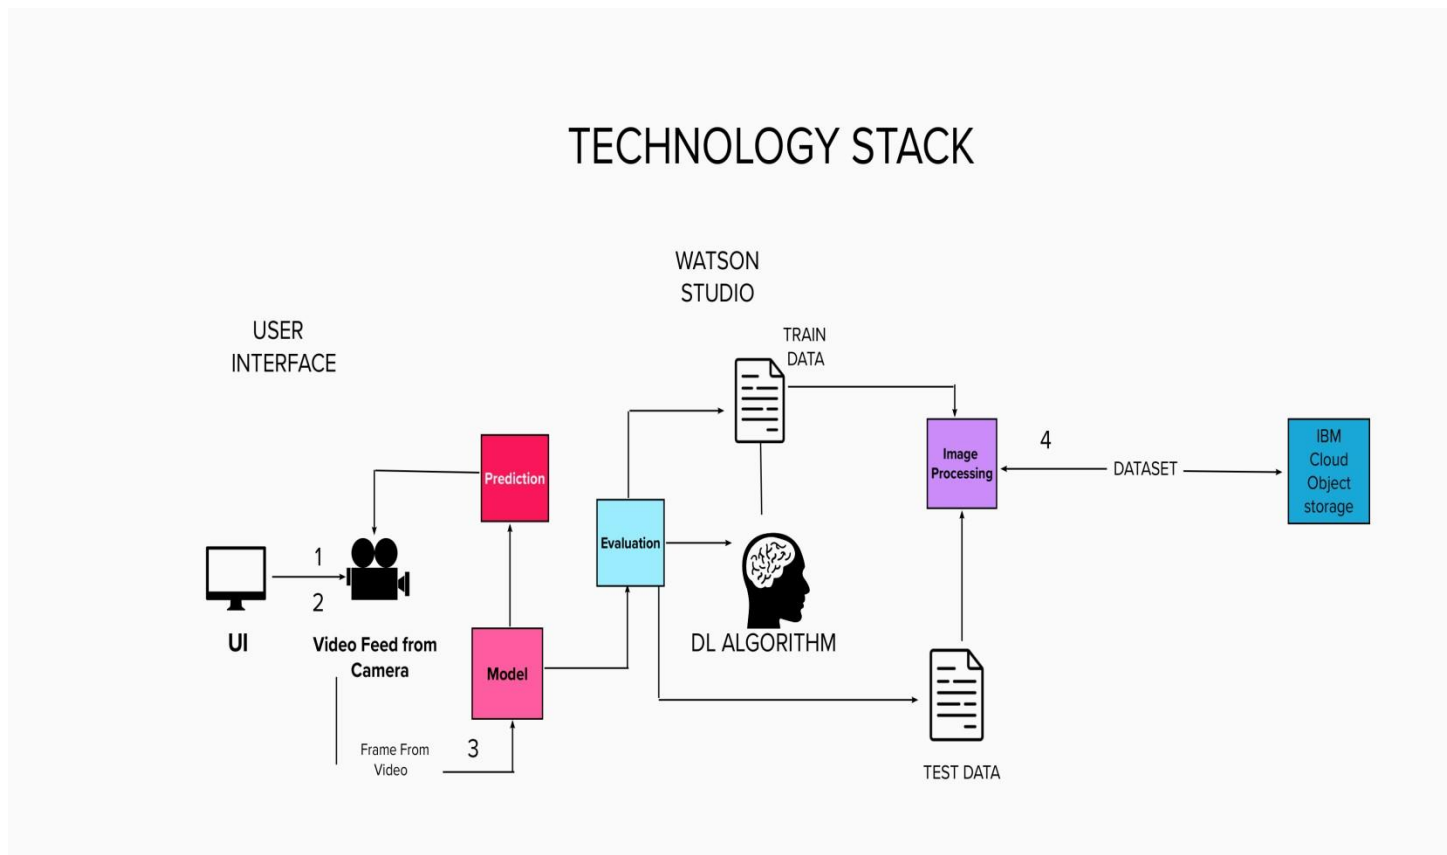 TECHNOLOGY STACK
WATSON
STUDIO
USER
INTERFACE
TRAIN
DATA
Prediction
Image
Processing
4
DATASET
IBM
Cloud
Object
storage
Evaluation
1
2
UI
Video Feed from
Camera
Model
DL ALGORITHM
Frame From
Video
3
TEST DATA